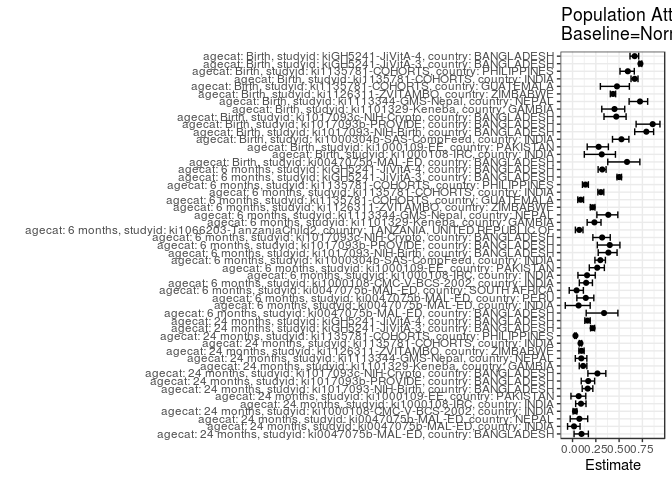 Population Att
Baseline=Norr
agecat: Birth, studyid: kiGH5241-JiVitA-4, country: BANGLADESH
agecat: Birth, studyid: kiGH5241-JiVitA-3, country: BANGLADESH
agecat: Birth, studyid: ki1135781-COHORTS, country: PHILIPPINES
agecat: Birth, studyid: ki1135781-COHORTS, country: INDIA
agecat: Birth, studyid: ki1135781-COHORTS, country: GUATEMALA
agecat: Birth, studyid: ki1126311-ZVITAMBO, country: ZIMBABWE
agecat: Birth, studyid: ki1113344-GMS-Nepal, country: NEPAL
agecat: Birth, studyid: ki1101329-Keneba, country: GAMBIA
agecat: Birth, studyid: ki1017093c-NIH-Crypto, country: BANGLADESH
agecat: Birth, studyid: ki1017093b-PROVIDE, country: BANGLADESH
agecat: Birth, studyid: ki1017093-NIH-Birth, country: BANGLADESH
agecat: Birth, studyid: ki1000304b-SAS-CompFeed, country: INDIA
agecat: Birth, studyid: ki1000109-EE, country: PAKISTAN
agecat: Birth, studyid: ki1000108-IRC, country: INDIA
agecat: Birth, studyid: ki0047075b-MAL-ED, country: BANGLADESH
agecat: 6 months, studyid: kiGH5241-JiVitA-4, country: BANGLADESH
agecat: 6 months, studyid: kiGH5241-JiVitA-3, country: BANGLADESH
agecat: 6 months, studyid: ki1135781-COHORTS, country: PHILIPPINES
agecat: 6 months, studyid: ki1135781-COHORTS, country: INDIA
agecat: 6 months, studyid: ki1135781-COHORTS, country: GUATEMALA
agecat: 6 months, studyid: ki1126311-ZVITAMBO, country: ZIMBABWE
agecat: 6 months, studyid: ki1113344-GMS-Nepal, country: NEPAL
agecat: 6 months, studyid: ki1101329-Keneba, country: GAMBIA
agecat: 6 months, studyid: ki1066203-TanzaniaChild2, country: TANZANIA, UNITED REPUBLIC OF
agecat: 6 months, studyid: ki1017093c-NIH-Crypto, country: BANGLADESH
agecat: 6 months, studyid: ki1017093b-PROVIDE, country: BANGLADESH
agecat: 6 months, studyid: ki1017093-NIH-Birth, country: BANGLADESH
agecat: 6 months, studyid: ki1000304b-SAS-CompFeed, country: INDIA
agecat: 6 months, studyid: ki1000109-EE, country: PAKISTAN
agecat: 6 months, studyid: ki1000108-IRC, country: INDIA
agecat: 6 months, studyid: ki1000108-CMC-V-BCS-2002, country: INDIA
agecat: 6 months, studyid: ki0047075b-MAL-ED, country: SOUTH AFRICA
agecat: 6 months, studyid: ki0047075b-MAL-ED, country: PERU
agecat: 6 months, studyid: ki0047075b-MAL-ED, country: INDIA
agecat: 6 months, studyid: ki0047075b-MAL-ED, country: BANGLADESH
agecat: 24 months, studyid: kiGH5241-JiVitA-4, country: BANGLADESH
agecat: 24 months, studyid: kiGH5241-JiVitA-3, country: BANGLADESH
agecat: 24 months, studyid: ki1135781-COHORTS, country: PHILIPPINES
agecat: 24 months, studyid: ki1135781-COHORTS, country: INDIA
agecat: 24 months, studyid: ki1126311-ZVITAMBO, country: ZIMBABWE
agecat: 24 months, studyid: ki1113344-GMS-Nepal, country: NEPAL
agecat: 24 months, studyid: ki1101329-Keneba, country: GAMBIA
agecat: 24 months, studyid: ki1017093c-NIH-Crypto, country: BANGLADESH
agecat: 24 months, studyid: ki1017093b-PROVIDE, country: BANGLADESH
agecat: 24 months, studyid: ki1017093-NIH-Birth, country: BANGLADESH
agecat: 24 months, studyid: ki1000109-EE, country: PAKISTAN
agecat: 24 months, studyid: ki1000108-IRC, country: INDIA
agecat: 24 months, studyid: ki1000108-CMC-V-BCS-2002, country: INDIA
agecat: 24 months, studyid: ki0047075b-MAL-ED, country: NEPAL
agecat: 24 months, studyid: ki0047075b-MAL-ED, country: INDIA
agecat: 24 months, studyid: ki0047075b-MAL-ED, country: BANGLADESH
0.00 0.25 0.50 0.75
Estimate